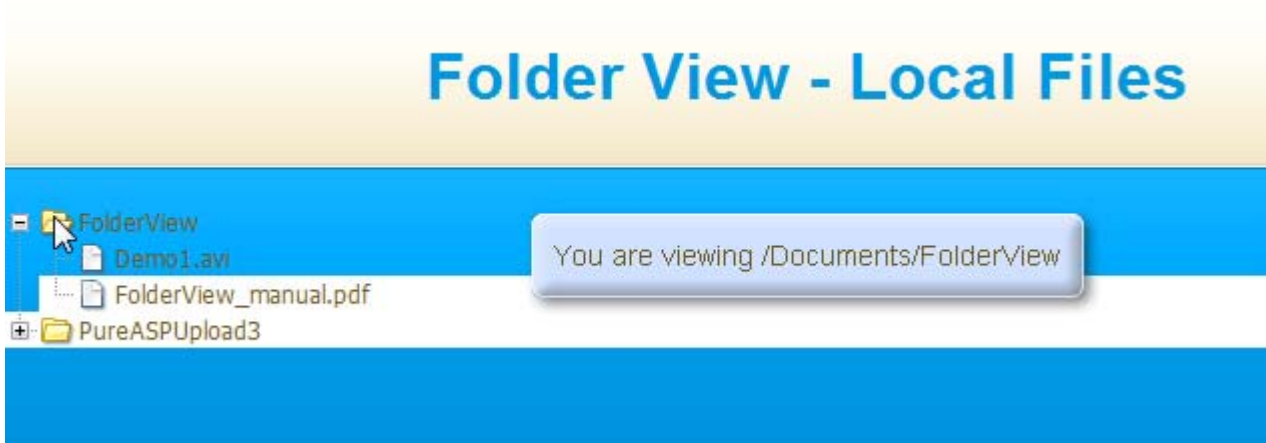 Folder View - Local Files
FolderView
Demo1.avi
You are viewing /Documents/FolderView
FolderView_manual.pdf
PureASPUpload3